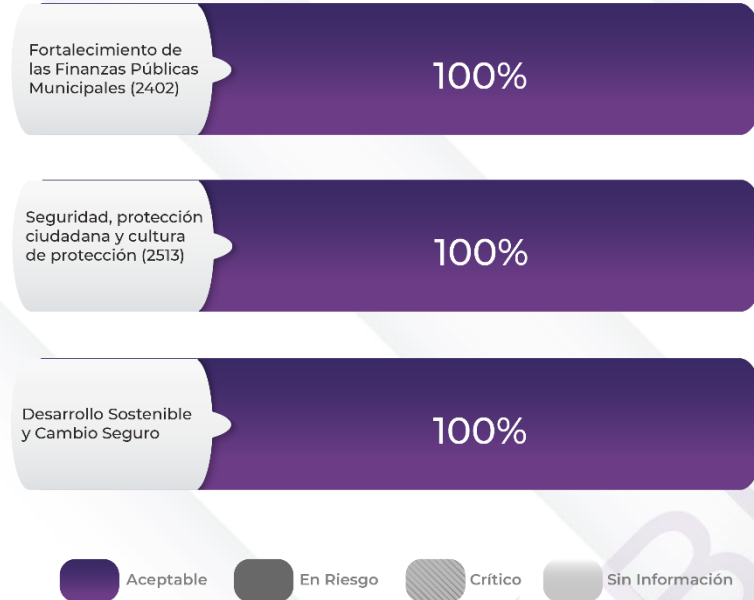 Fortalecimiento de
las Finanzas Públicas
Municipales (2402)
100%
Seguridad, protección
ciudadana y cultura
de protección (2513)
100%
Desarrollo Sostenible
y Cambio Seguro
100%
Aceptable
En Riesgo
Crítico
Sin Información